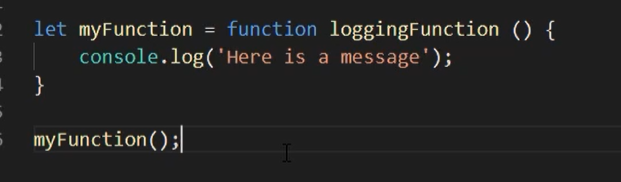 let myFunction = function loggingFunction () {
    console.log('Here is a message');
}
myFunction();